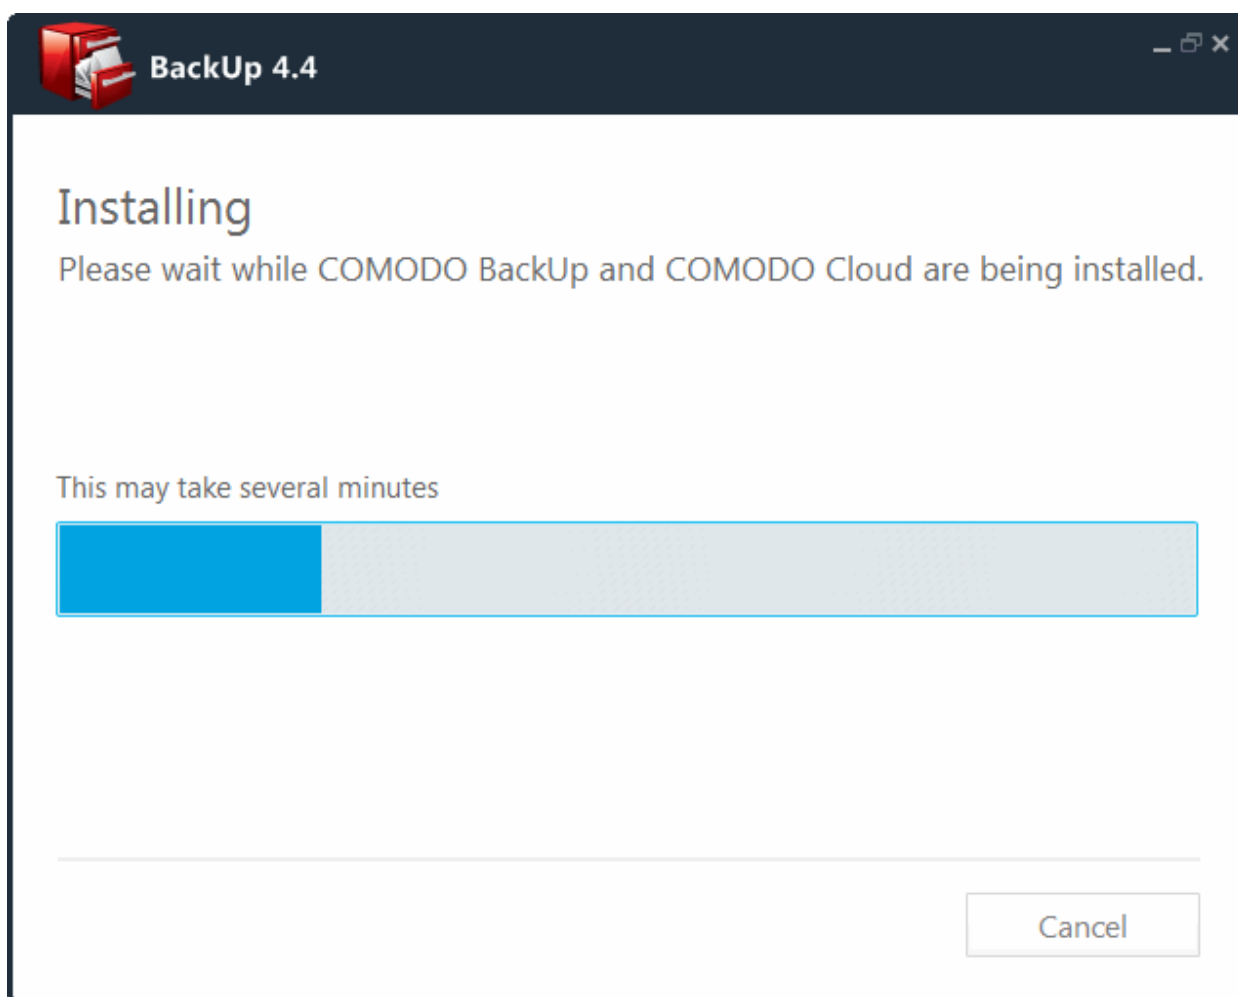 BackUp 4.4
Installing
Please wait while COMODO BackUp and COMODO Cloud are being installed.
This may take several minutes
Cancel